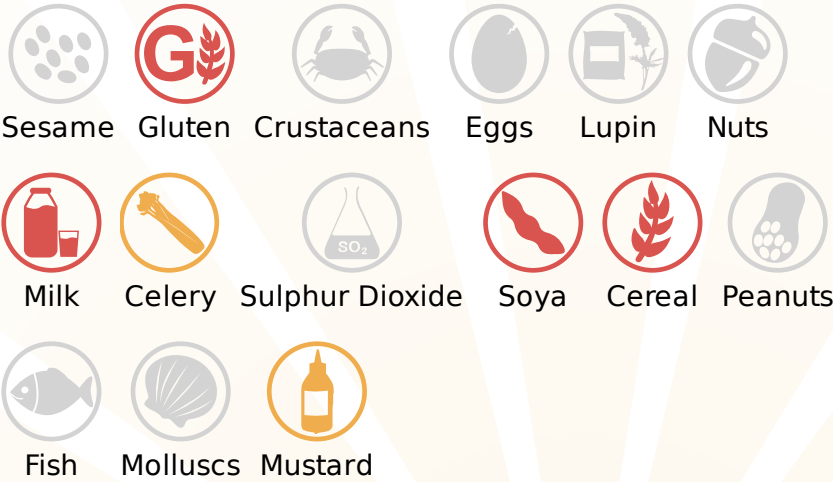 G
Sesame Gluten Crustaceans Eggs Lupin Nuts
SO₂
Milk Celery Sulphur Dioxide Soya Cereal Peanuts
Fish Molluscs Mustard